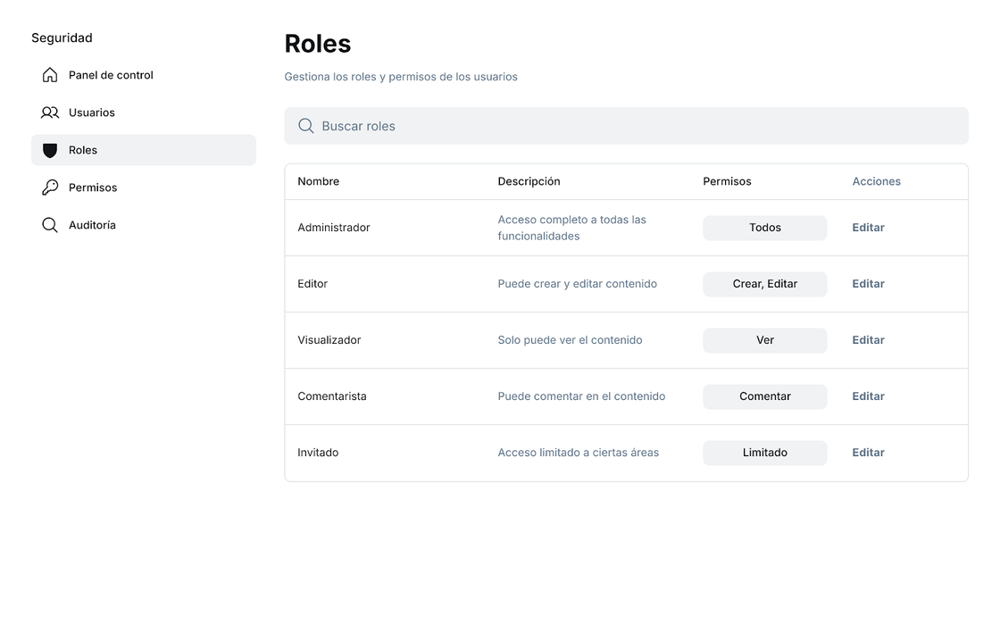 Seguridad
Panel de control
Usuarios
Roles
Permisos
Auditoría
Roles
Gestiona los roles y permisos de los usuarios
Buscar roles
Nombre Descripción Permisos Acciones
Administrador Acceso completo a todas las funcionalidades Todos Editar
Editor Puede crear y editar contenido Crear, Editar Editar
Visualizador Solo puede ver el contenido Ver Editar
Comentarista Puede comentar en el contenido Comentar Editar
Invitado Acceso limitado a ciertas áreas Limitado Editar